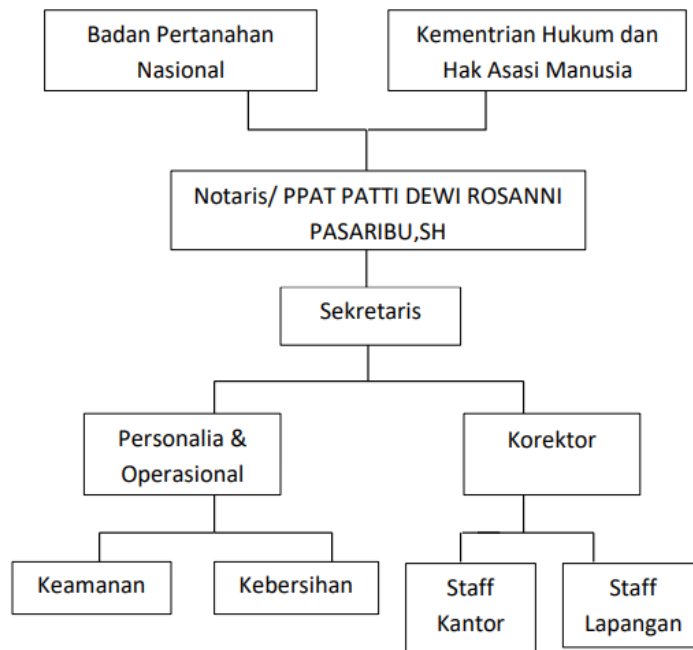 Badan Pertanahan
Nasional
Kementrian Hukum dan
Hak Asasi Manusia
Notaris/ PPAT PATTI DEWI ROSANNI
PASARIBU,SH
Sekretaris
Personalia &
Operasional
Korektor
Keamanan
Kebersihan
Staff
Kantor
Staff
Lapangan